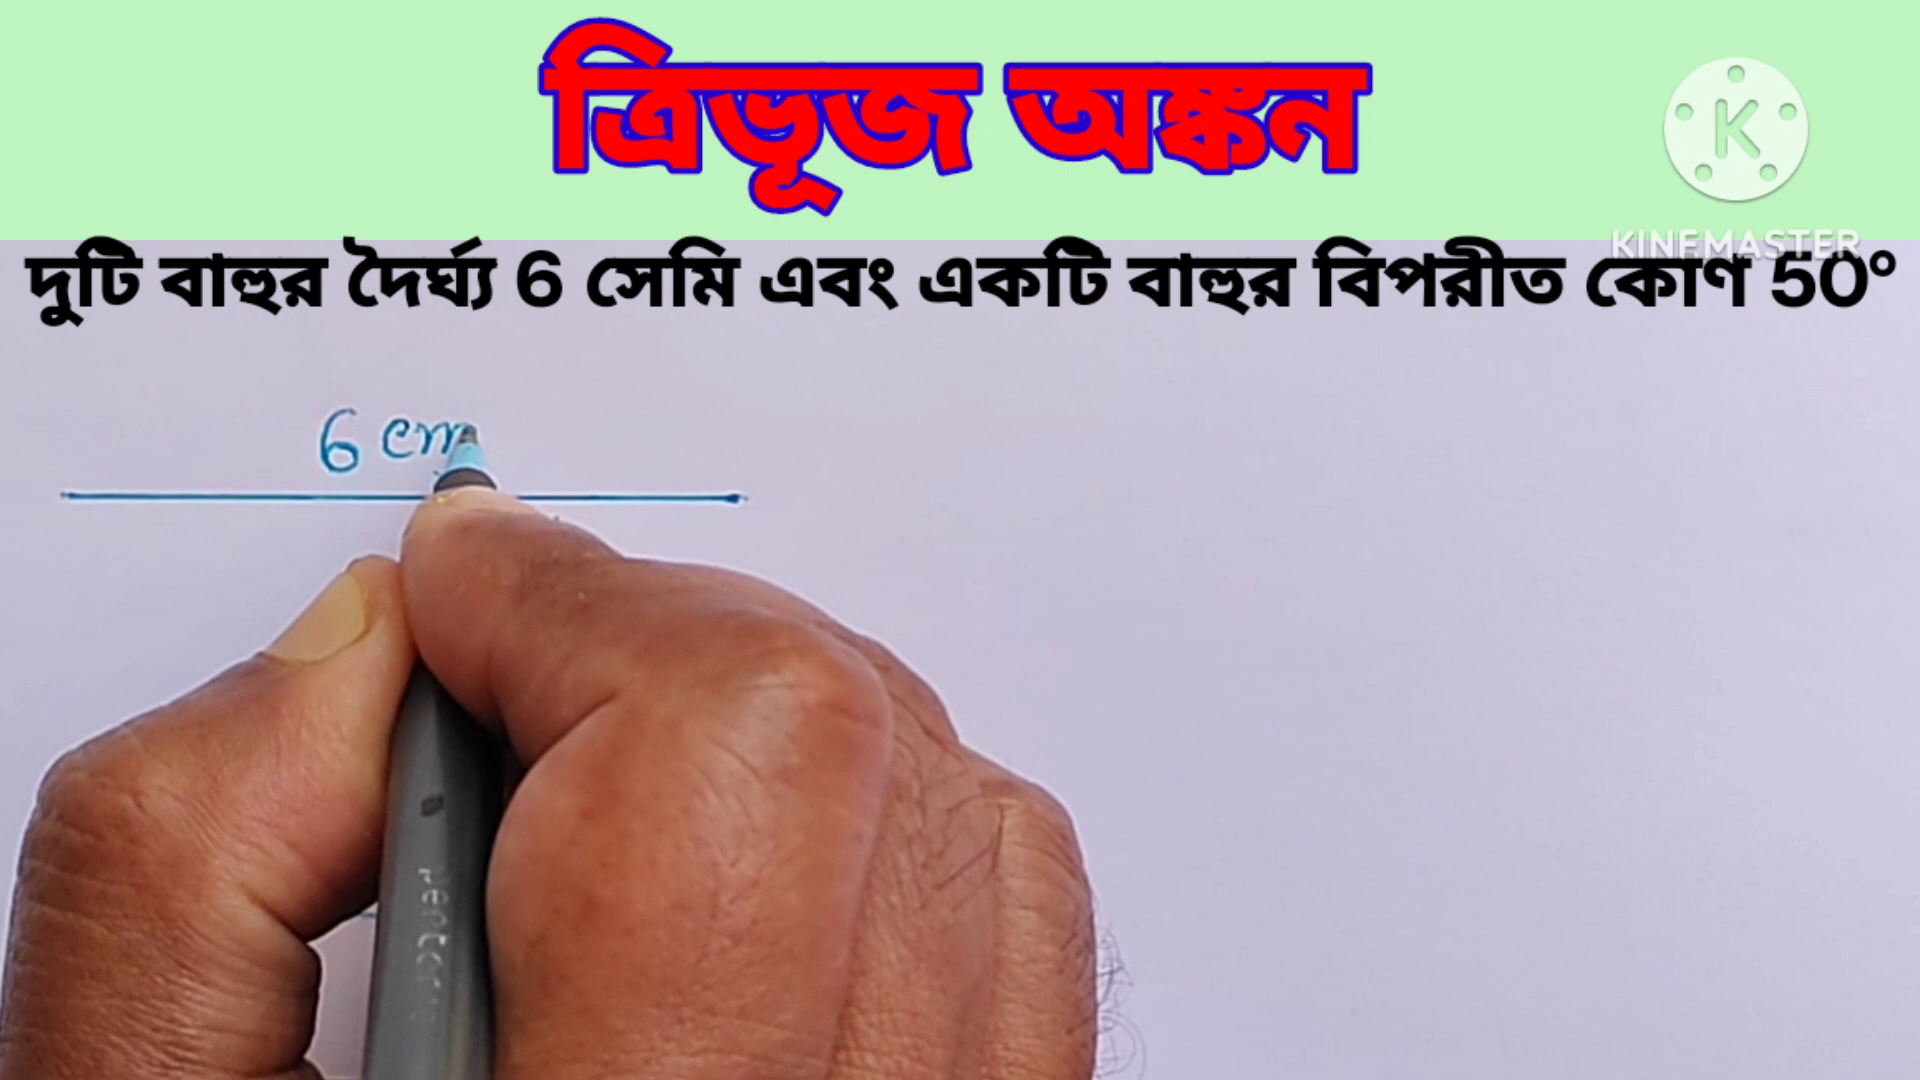 ত্রিভূজ অঙ্কন
K
KINEMASTER
দুটি বাহুর দৈর্ঘ্য 6 সেমি এবং একটি বাহুর বিপরীত কোণ 50°
6 cm